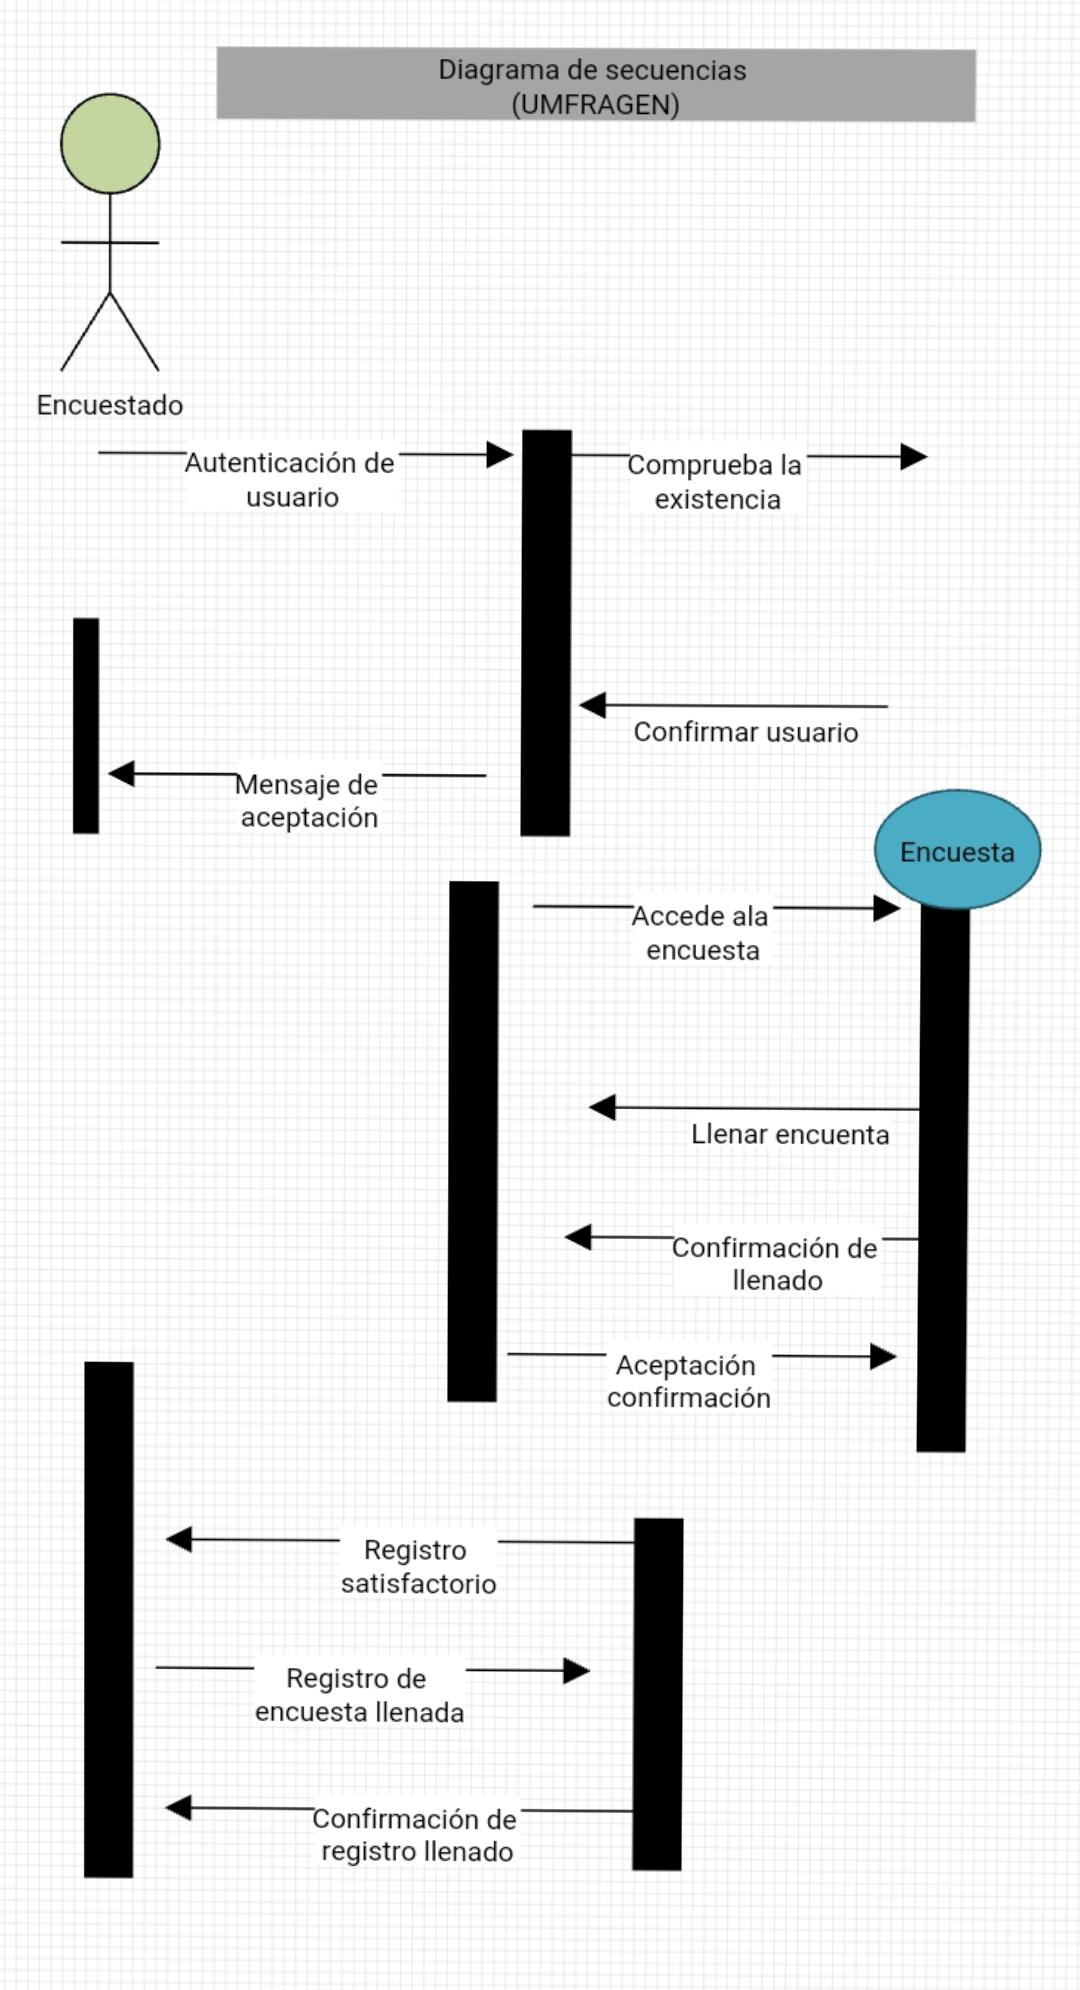 Diagrama de secuencias
(UMFRAGEN)
Encuestado
Autenticación de
usuario
Comprueba la
existencia
Confirmar usuario
Mensaje de
aceptación
Encuesta
Accede ala
encuesta
Llenar encuenta
Confirmación de
llenado
Aceptación
confirmación
Registro
satisfactorio
Registro de
encuesta llenada
Confirmación de
registro llenado